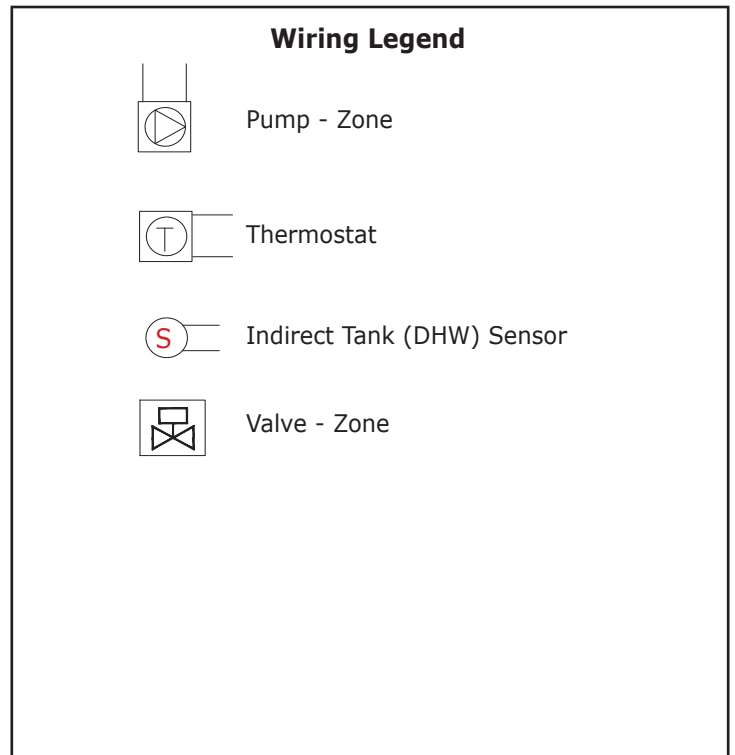 Wiring Legend
Pump - Zone
T Thermostat
S Indirect Tank (DHW) Sensor
Valve - Zone